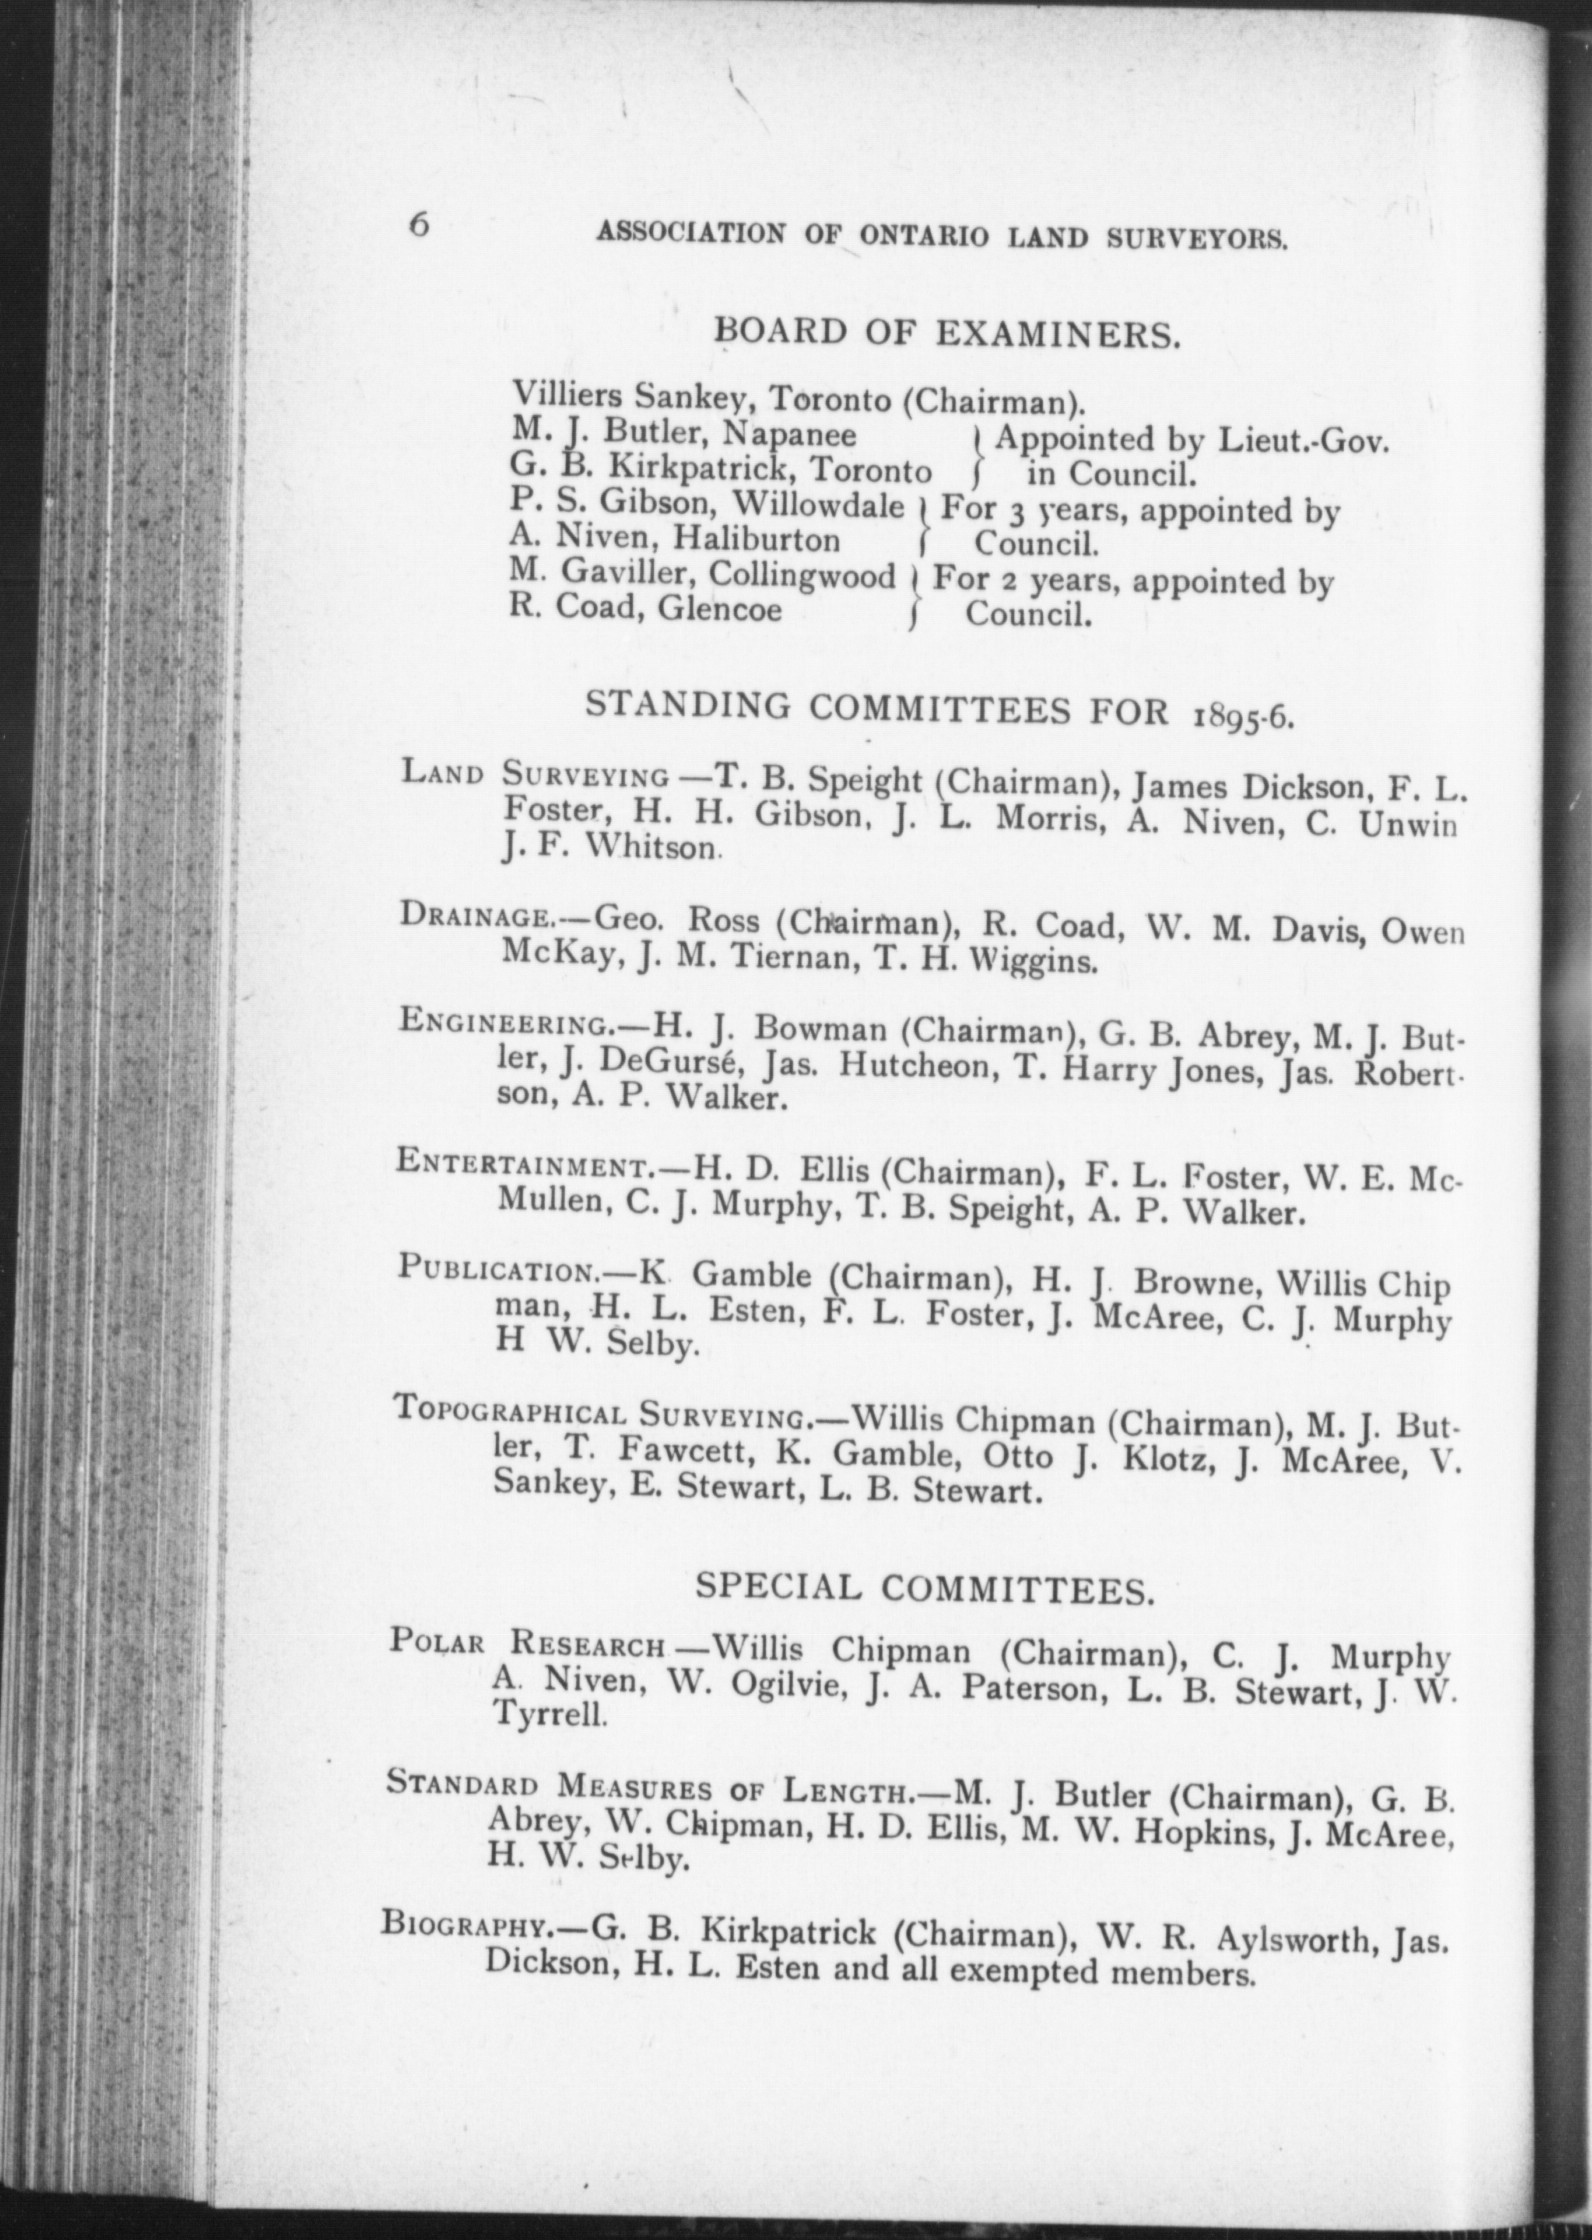 6 ASSOCIATION OF ONTARIO LAND SURVEYORS.
BOARD OF EXAMINERS.
Villiers Sankey, Toronto (Chairman).
M. J. Butler, Napanee } Appointed by Lieut.-Gov.
G. B. Kirkpatrick, Toronto } in Council.
P. S. Gibson, Willowdale } For 3 years, appointed by
A. Niven, Haliburton } Council.
M. Gaviller, Collingwood } For 2 years, appointed by
R. Coad, Glencoe } Council.
STANDING COMMITTEES FOR 1895-6.
LAND SURVEYING—T. B. Speight (Chairman), James Dickson, F. L.
Foster, H. H. Gibson, J. L. Morris, A. Niven, C. Unwin
J. F. Whitson.
DRAINAGE.—Geo. Ross (Chairman), R. Coad, W. M. Davis, Owen
McKay, J. M. Tiernan, T. H. Wiggins.
ENGINEERING.—H. J. Bowman (Chairman), G. B. Abrey, M. J. But-
ler, J. DeGursé, Jas. Hutcheon, T. Harry Jones, Jas. Robert-
son, A. P. Walker.
ENTERTAINMENT.—H. D. Ellis (Chairman), F. L. Foster, W. E. Mc-
Mullen, C. J. Murphy, T. B. Speight, A. P. Walker.
PUBLICATION.—K. Gamble (Chairman), H. J. Browne, Willis Chip
man, H. L. Esten, F. L. Foster, J. McAree, C. J. Murphy
H W. Selby.
TOPOGRAPHICAL SURVEYING.—Willis Chipman (Chairman), M. J. But-
ler, T. Fawcett, K. Gamble, Otto J. Klotz, J. McAree, V.
Sankey, E. Stewart, L. B. Stewart.
SPECIAL COMMITTEES.
POLAR RESEARCH—Willis Chipman (Chairman), C. J. Murphy
A. Niven, W. Ogilvie, J. A. Paterson, L. B. Stewart, J. W.
Tyrrell.
STANDARD MEASURES OF LENGTH.—M. J. Butler (Chairman), G. B.
Abrey, W. Chipman, H. D. Ellis, M. W. Hopkins, J. McAree,
H. W. Selby.
BIOGRAPHY.—G. B. Kirkpatrick (Chairman), W. R. Aylsworth, Jas.
Dickson, H. L. Esten and all exempted members.